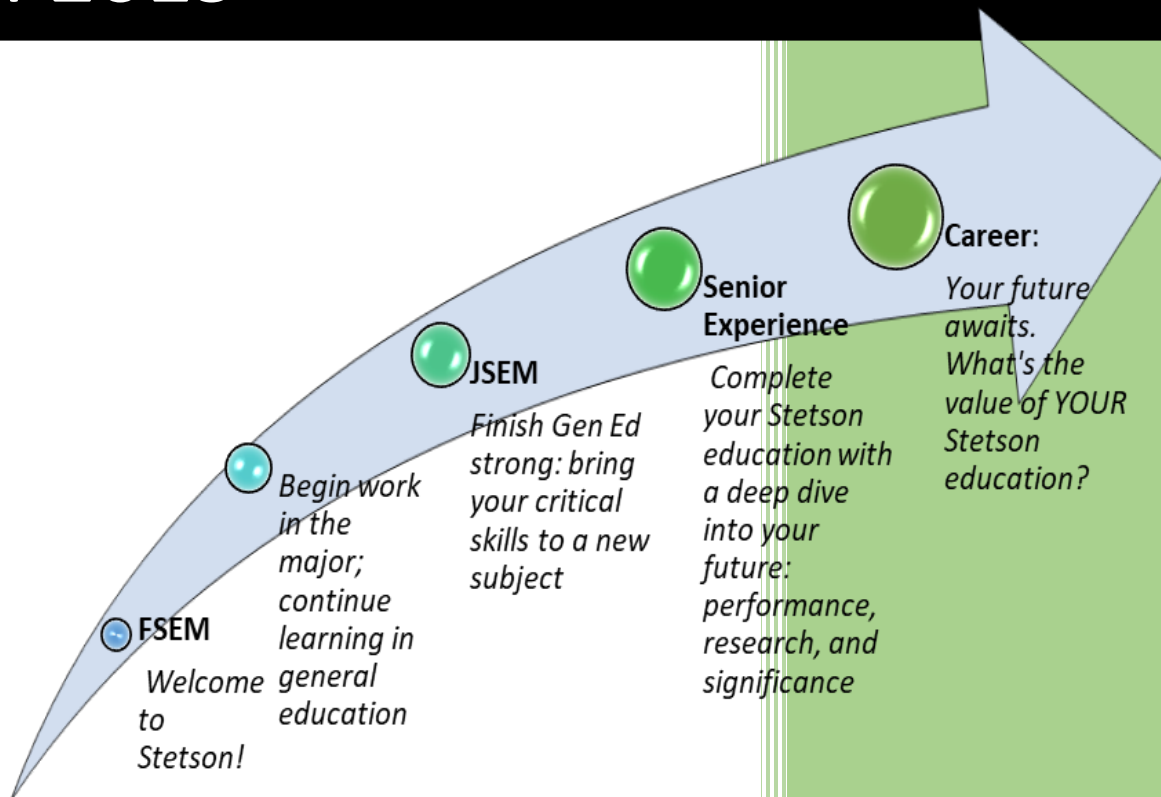 FSEM
Welcome
to
Stetson!
Begin work
in the
major;
continue
learning in
general
education
JSEM
Finish Gen Ed
strong: bring
your critical
skills to a new
subject
Senior
Experience
Complete
your Stetson
education with
a deep dive
into your
future:
performance,
research, and
significance
Career:
Your future
awaits.
What's the
value of YOUR
Stetson
education?